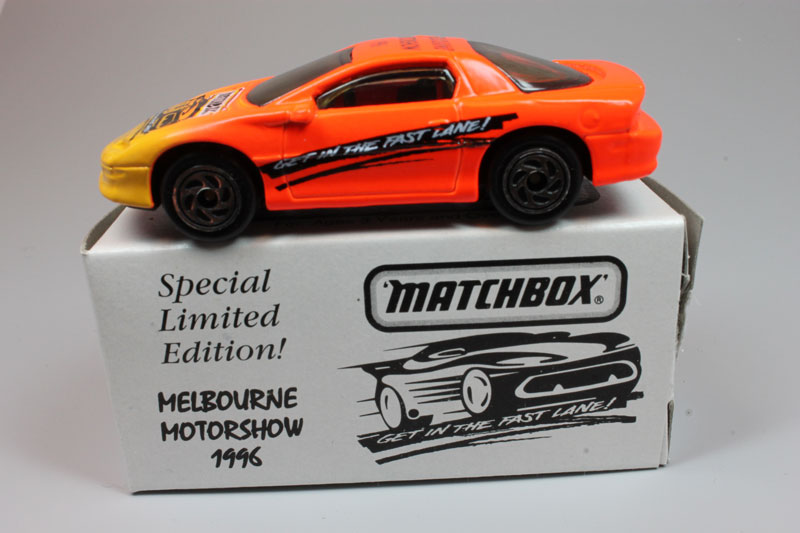 GET IN THE FAST LANE!
Special
Limited
Edition!
MELBOURNE
MOTORSHOW
1996
"MATCHBOX"®
GET IN THE FAST LANE!